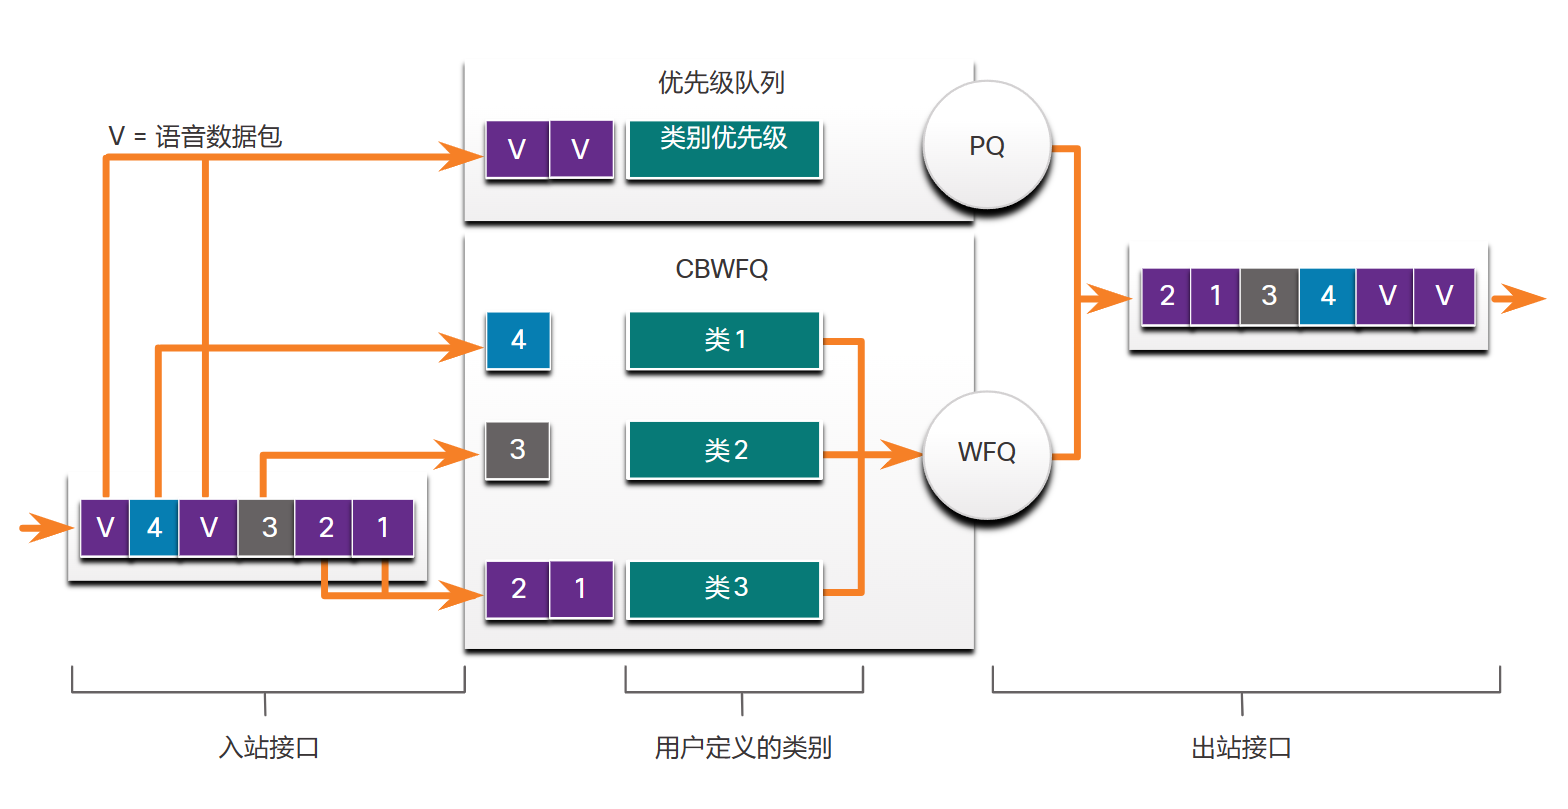 优先级队列
V = 语音数据包
V V 类别优先级
PQ
CBWFQ
4 类1
3 类2
WFQ
2 1 3 4 V V
V 4 V 3 2 1
2 1 类3
入站接口
用户定义的类别
出站接口